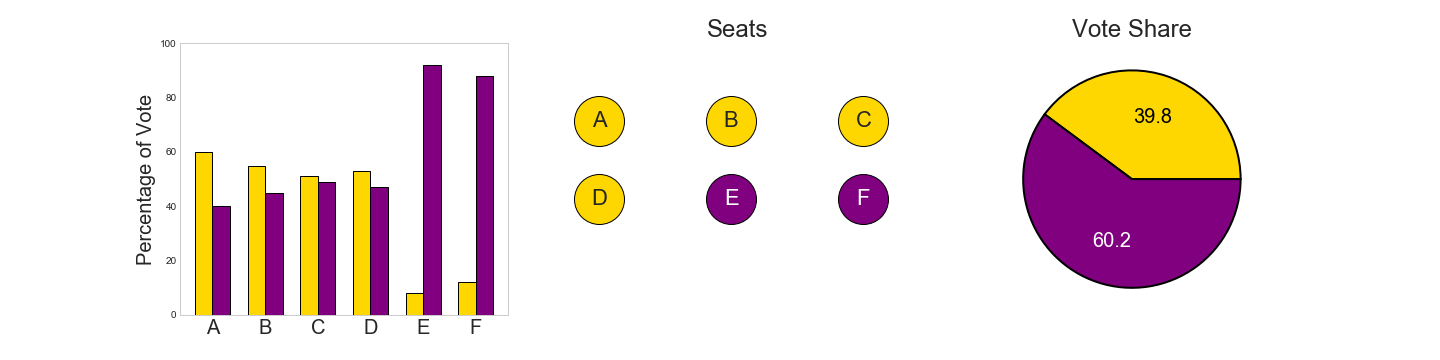 Percentage of Vote
100
80
60
40
20
0
A B C D E F
Seats
A B C
D E F
Vote Share
39.8
60.2